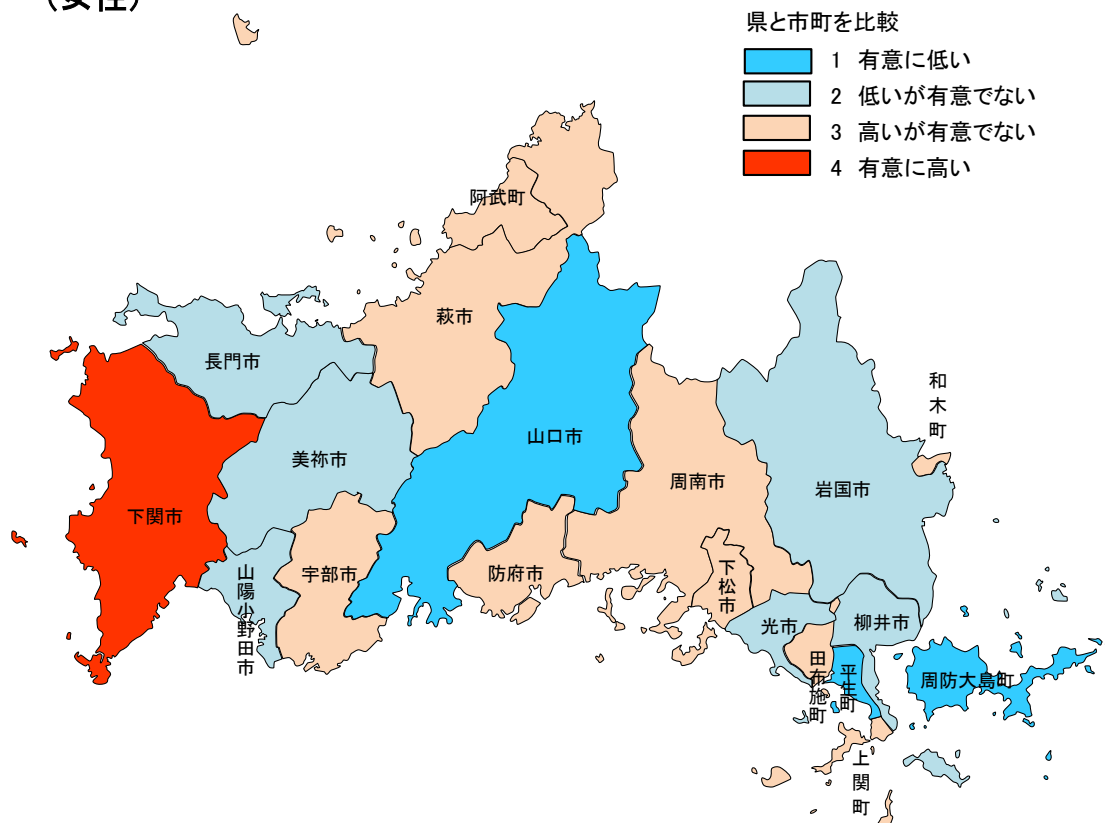 (女性)
県と市町を比較
1 有意に低い
2 低いが有意でない
3 高いが有意でない
4 有意に高い
阿武町
萩市
長門市
和木町
山口市
美祢市
周南市
岩国市
下関市
宇部市
防府市
下松市
山陽小野田市
光市
柳井市
田布施町
平生町
周防大島町
上関町